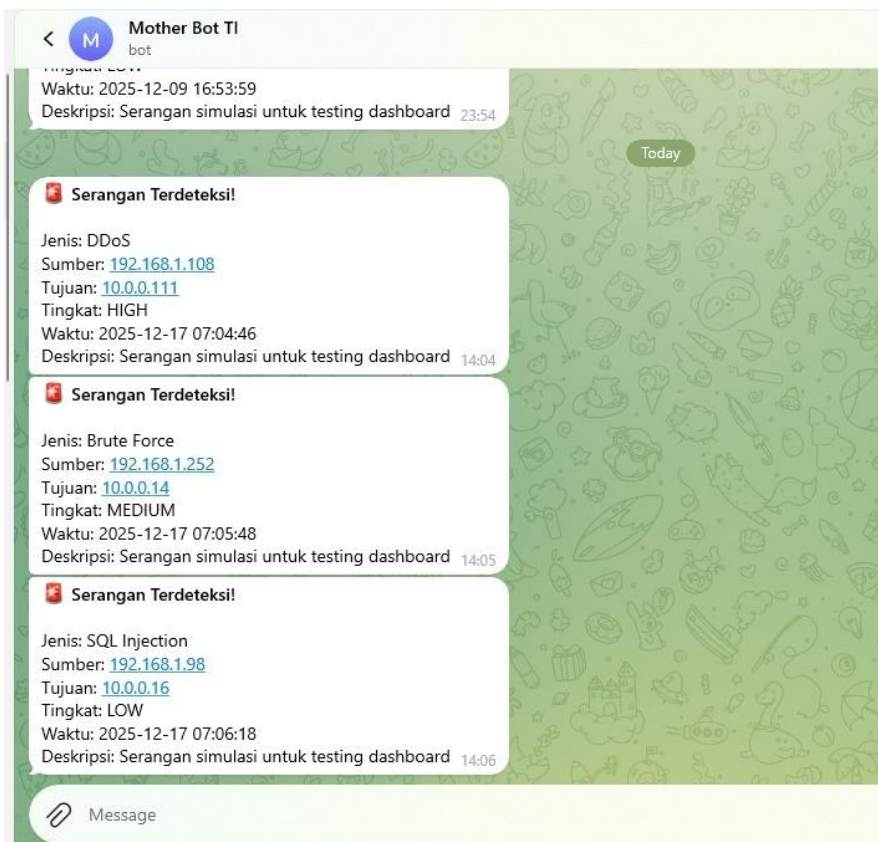 Mother Bot TI
M
bot
Waktu: 2025-12-09 16:53:59
Deskripsi: Serangan simulasi untuk testing dashboard 23:54
Today
Serangan Terdeteksi!
Jenis: DDoS
Sumber: 192.168.1.108
Tujuan: 10.0.0.111
Tingkat: HIGH
Waktu: 2025-12-17 07:04:46
Deskripsi: Serangan simulasi untuk testing dashboard 14:04
Serangan Terdeteksi!
Jenis: Brute Force
Sumber: 192.168.1.252
Tujuan: 10.0.0.14
Tingkat: MEDIUM
Waktu: 2025-12-17 07:05:48
Deskripsi: Serangan simulasi untuk testing dashboard 14:05
Serangan Terdeteksi!
Jenis: SQL Injection
Sumber: 192.168.1.98
Tujuan: 10.0.0.16
Tingkat: LOW
Waktu: 2025-12-17 07:06:18
Deskripsi: Serangan simulasi untuk testing dashboard 14:06
Message